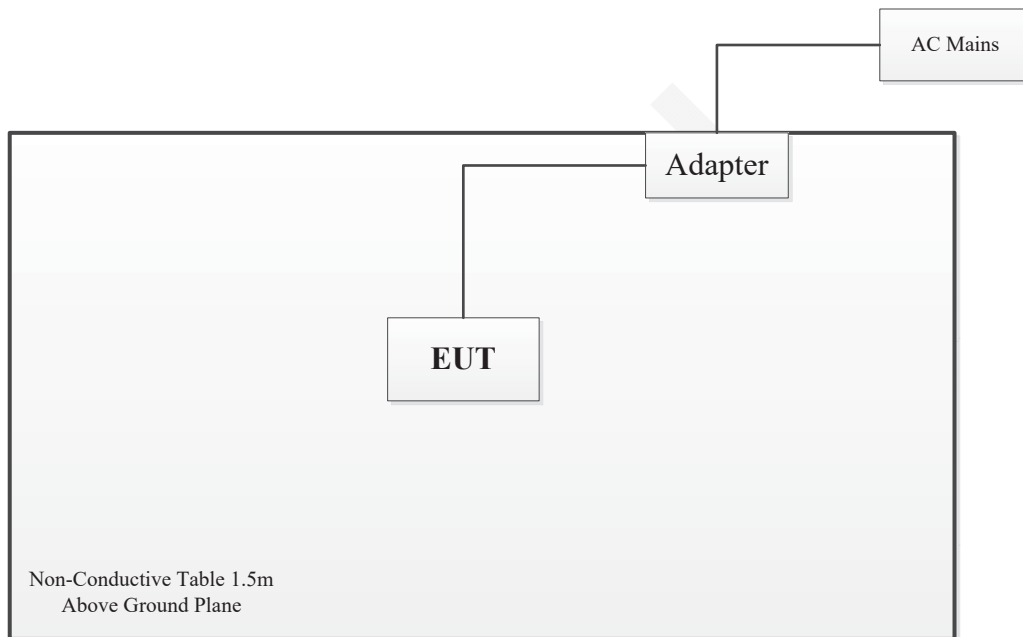 AC Mains
Adapter
EUT
Non-Conductive Table 1.5m
Above Ground Plane